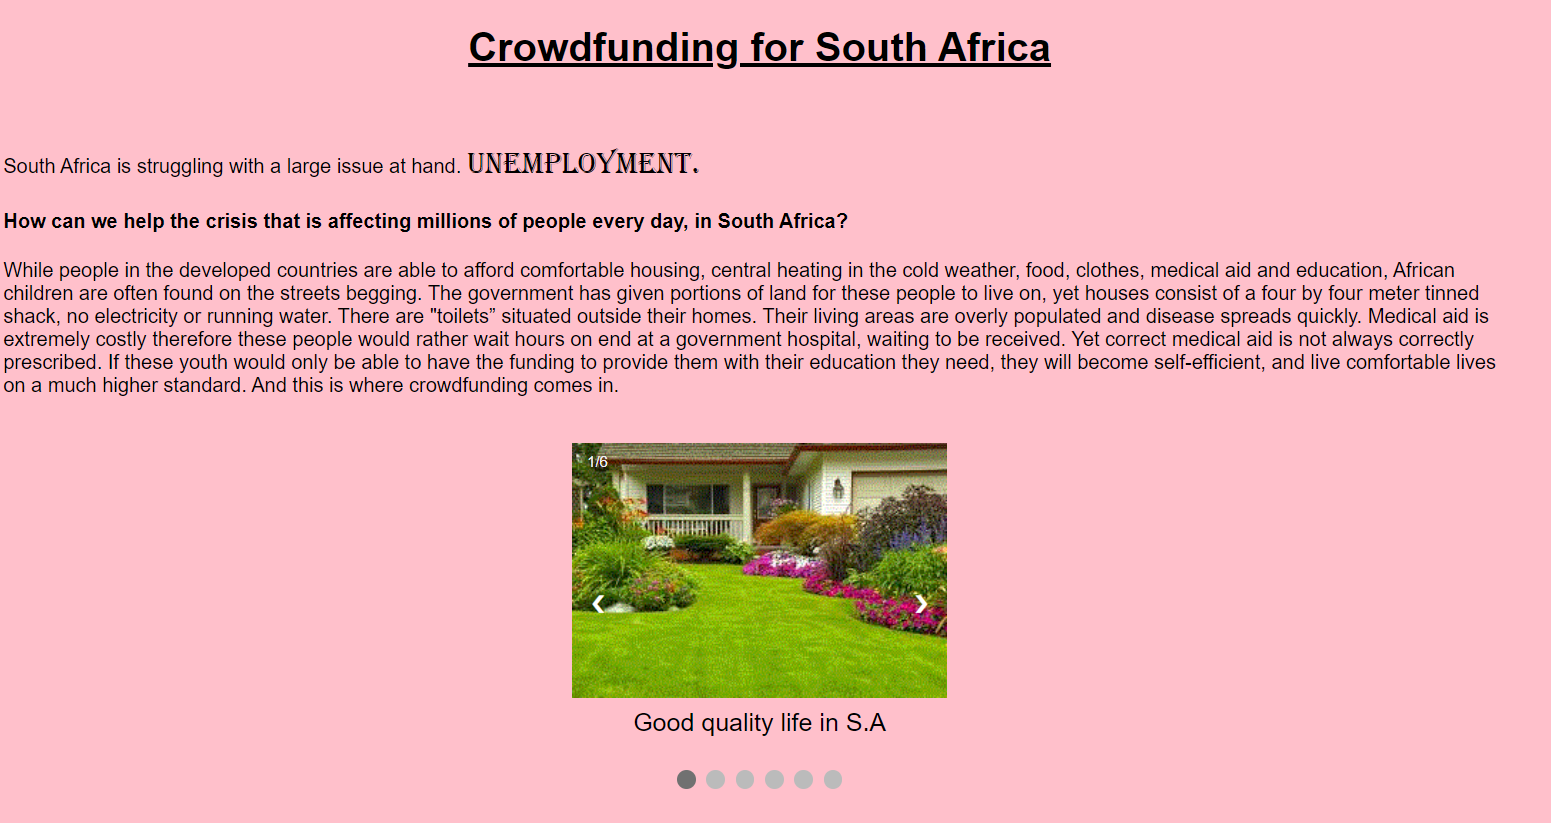 Crowdfunding for South Africa
South Africa is struggling with a large issue at hand. UNEMPLOYMENT.
How can we help the crisis that is affecting millions of people every day, in South Africa?
While people in the developed countries are able to afford comfortable housing, central heating in the cold weather, food, clothes, medical aid and education, African
children are often found on the streets begging. The government has given portions of land for these people to live on, yet houses consist of a four by four meter tinned
shack, no electricity or running water. There are "toilets” situated outside their homes. Their living areas are overly populated and disease spreads quickly. Medical aid is
extremely costly therefore these people would rather wait hours on end at a government hospital, waiting to be received. Yet correct medical aid is not always correctly
prescribed. If these youth would only be able to have the funding to provide them with their education they need, they will become self-efficient, and live comfortable lives
on a much higher standard. And this is where crowdfunding comes in.
1/6
❮ ❯
Good quality life in S.A